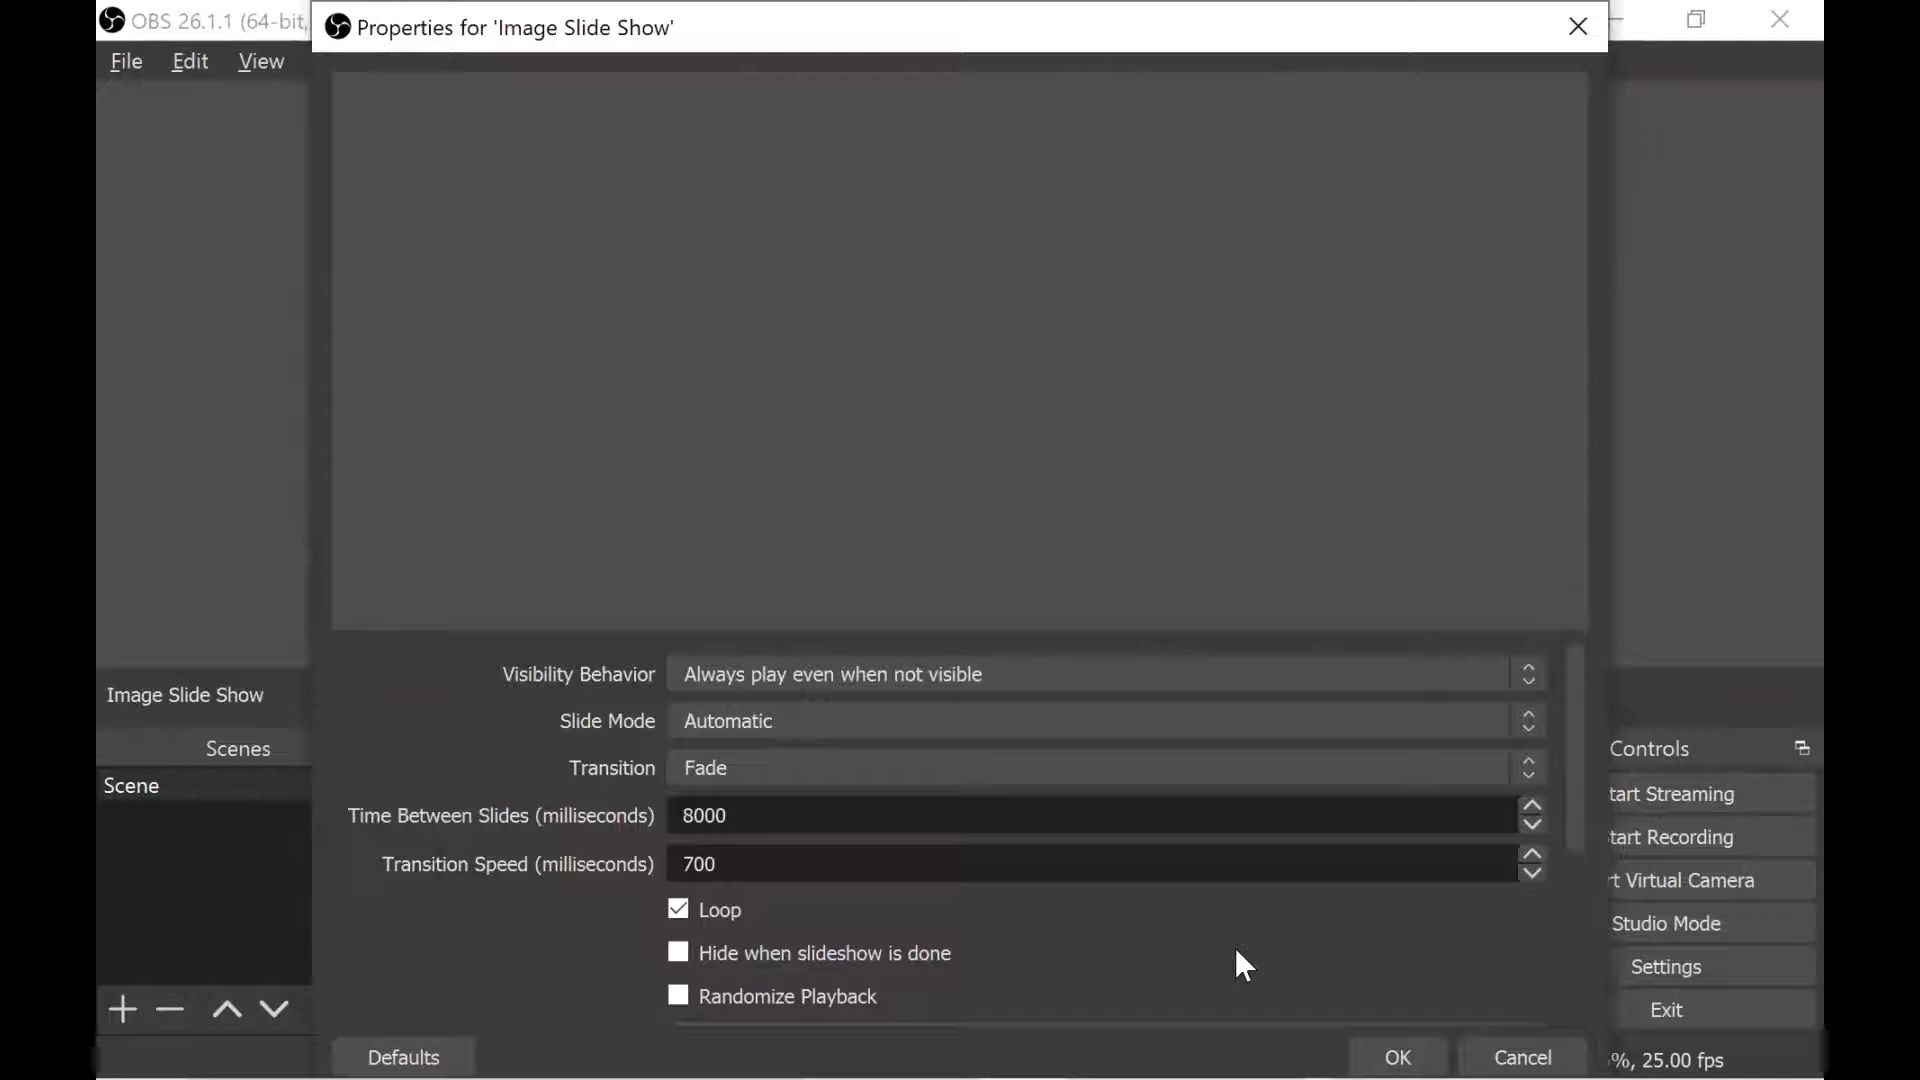 OBS 26.1.1 (64-bit,
Properties for 'Image Slide Show'
File Edit View
Visibility Behavior Always play even when not visible
Slide Mode Automatic
Transition Fade
Time Between Slides (milliseconds) 8000
Transition Speed (milliseconds) 700
Loop
Hide when slideshow is done
Randomize Playback
Defaults OK Cancel
Image Slide Show
Scenes
Scene
Controls
tart Streaming
tart Recording
rt Virtual Camera
Studio Mode
Settings
Exit
%, 25.00 fps